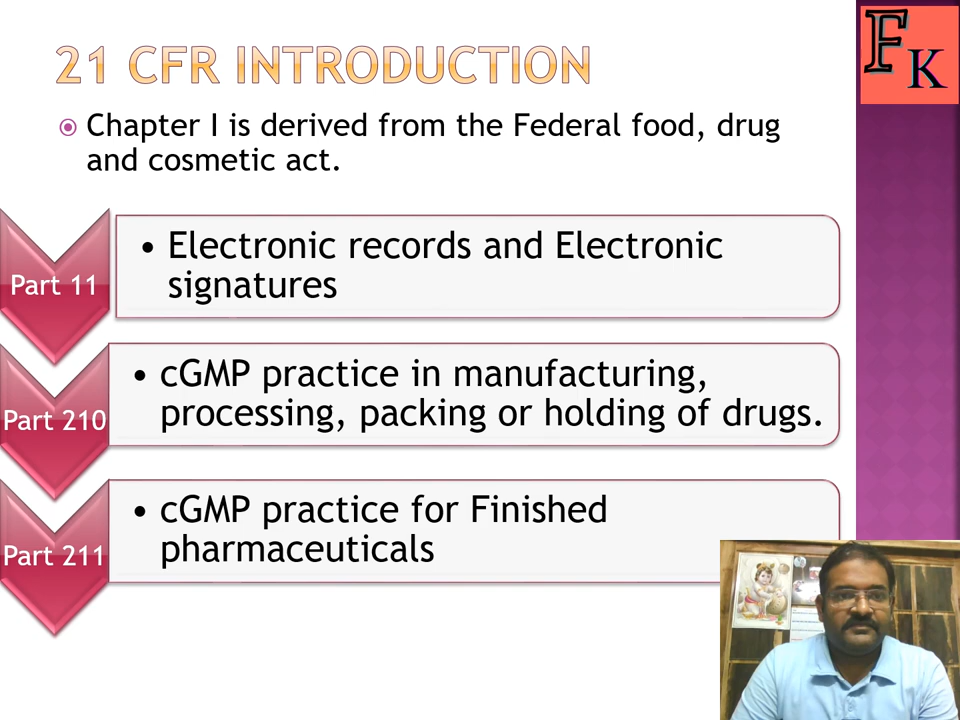 21 CFR INTRODUCTION
FK
Chapter I is derived from the Federal food, drug
and cosmetic act.
Part 11
• Electronic records and Electronic
signatures
Part 210
• cGMP practice in manufacturing,
processing, packing or holding of drugs.
Part 211
• cGMP practice for Finished
pharmaceuticals